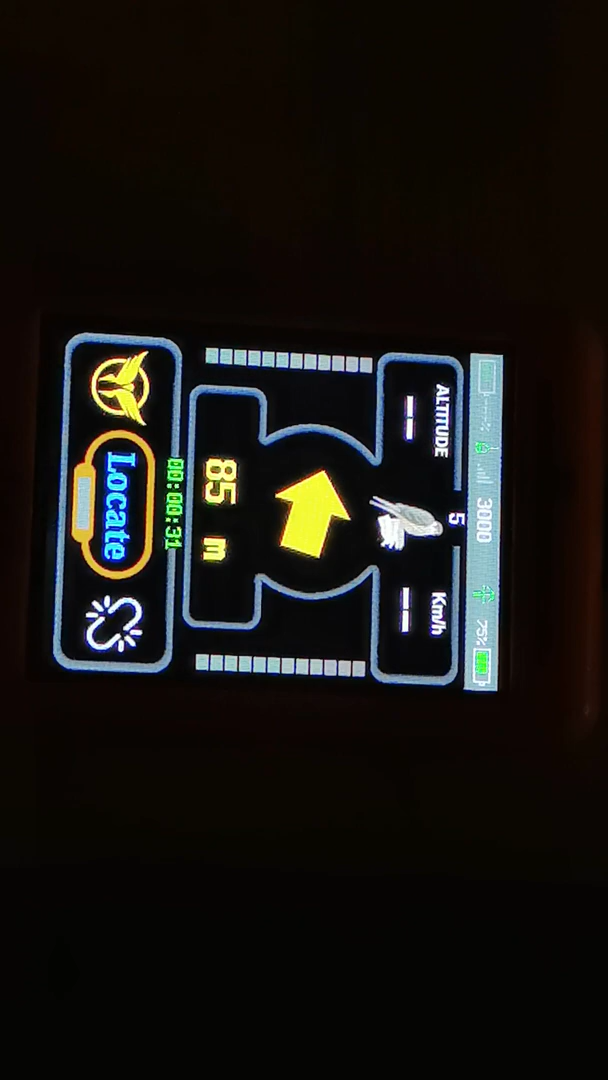 --.--% 3000 75%
5
ALTITUDE Km/h
-- --
85 m
00:00:31
Locate